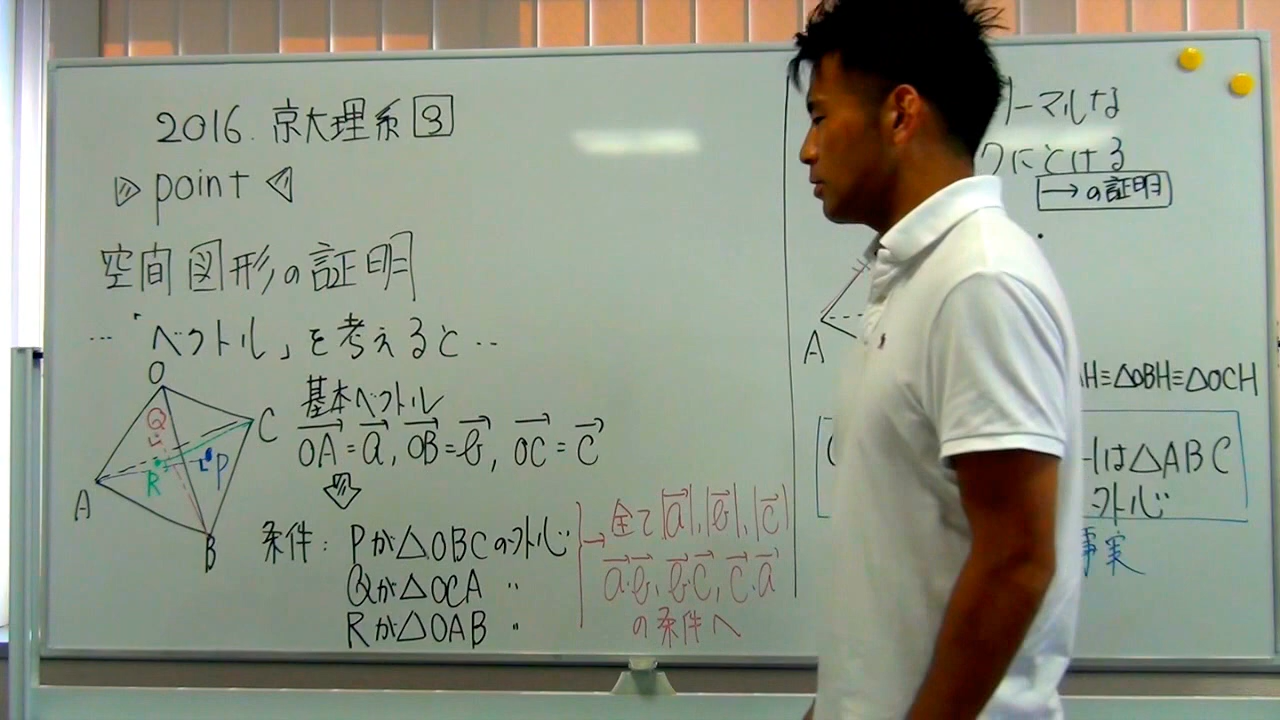 2016. 京大理系 3
▷ point ◁
空間図形の証明
…「ベクトル」を考えると‥
O
Q
C
R
P
A
B
基本ベクトル
→OA = →a, →OB = →b, →OC = →c
条件: Pが△OBCの外心
Qが△OCA 〃
Rが△OAB 〃
→ 全て |→a|, |→b|, |→c|
→a・→b, →b・→c, →c・→a
の条件へ
ーマルな
にとける
→の証明
A
H≡△OBH≡△OCH
Hは△ABC
外心
事実